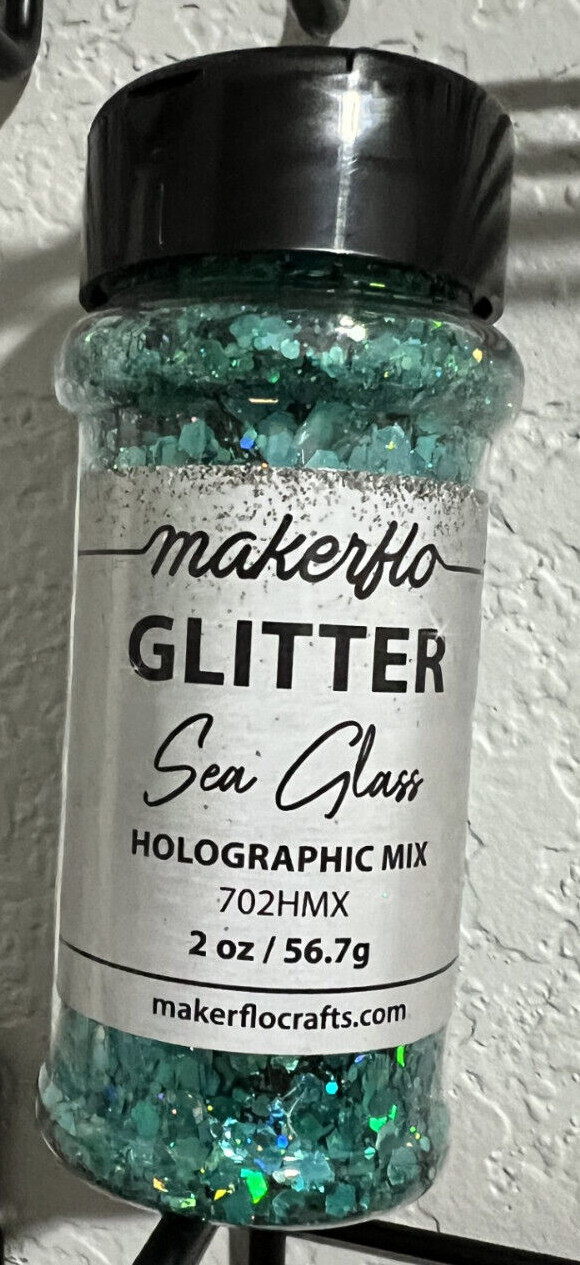 makerflo
GLITTER
Sea Glass
HOLOGRAPHIC MIX
702HMX
2 oz / 56.7g
makerflocrafts.com